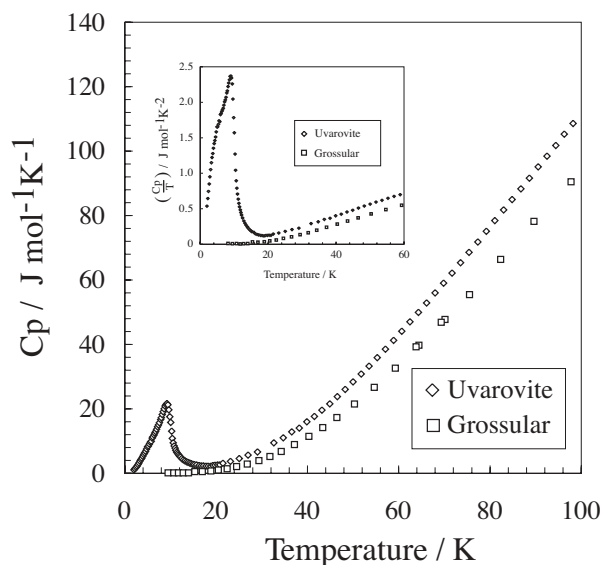 140
120
100
80
60
40
20
0
Cp / J mol-1K-1
0 20 40 60 80 100
Temperature / K
◇ Uvarovite
□ Grossular
2.5
2.0
1.5
1
0.5
0
(Cp/T) / J mol-1K-2
0 20 40 60
Temperature / K
◇ Uvarovite
□ Grossular